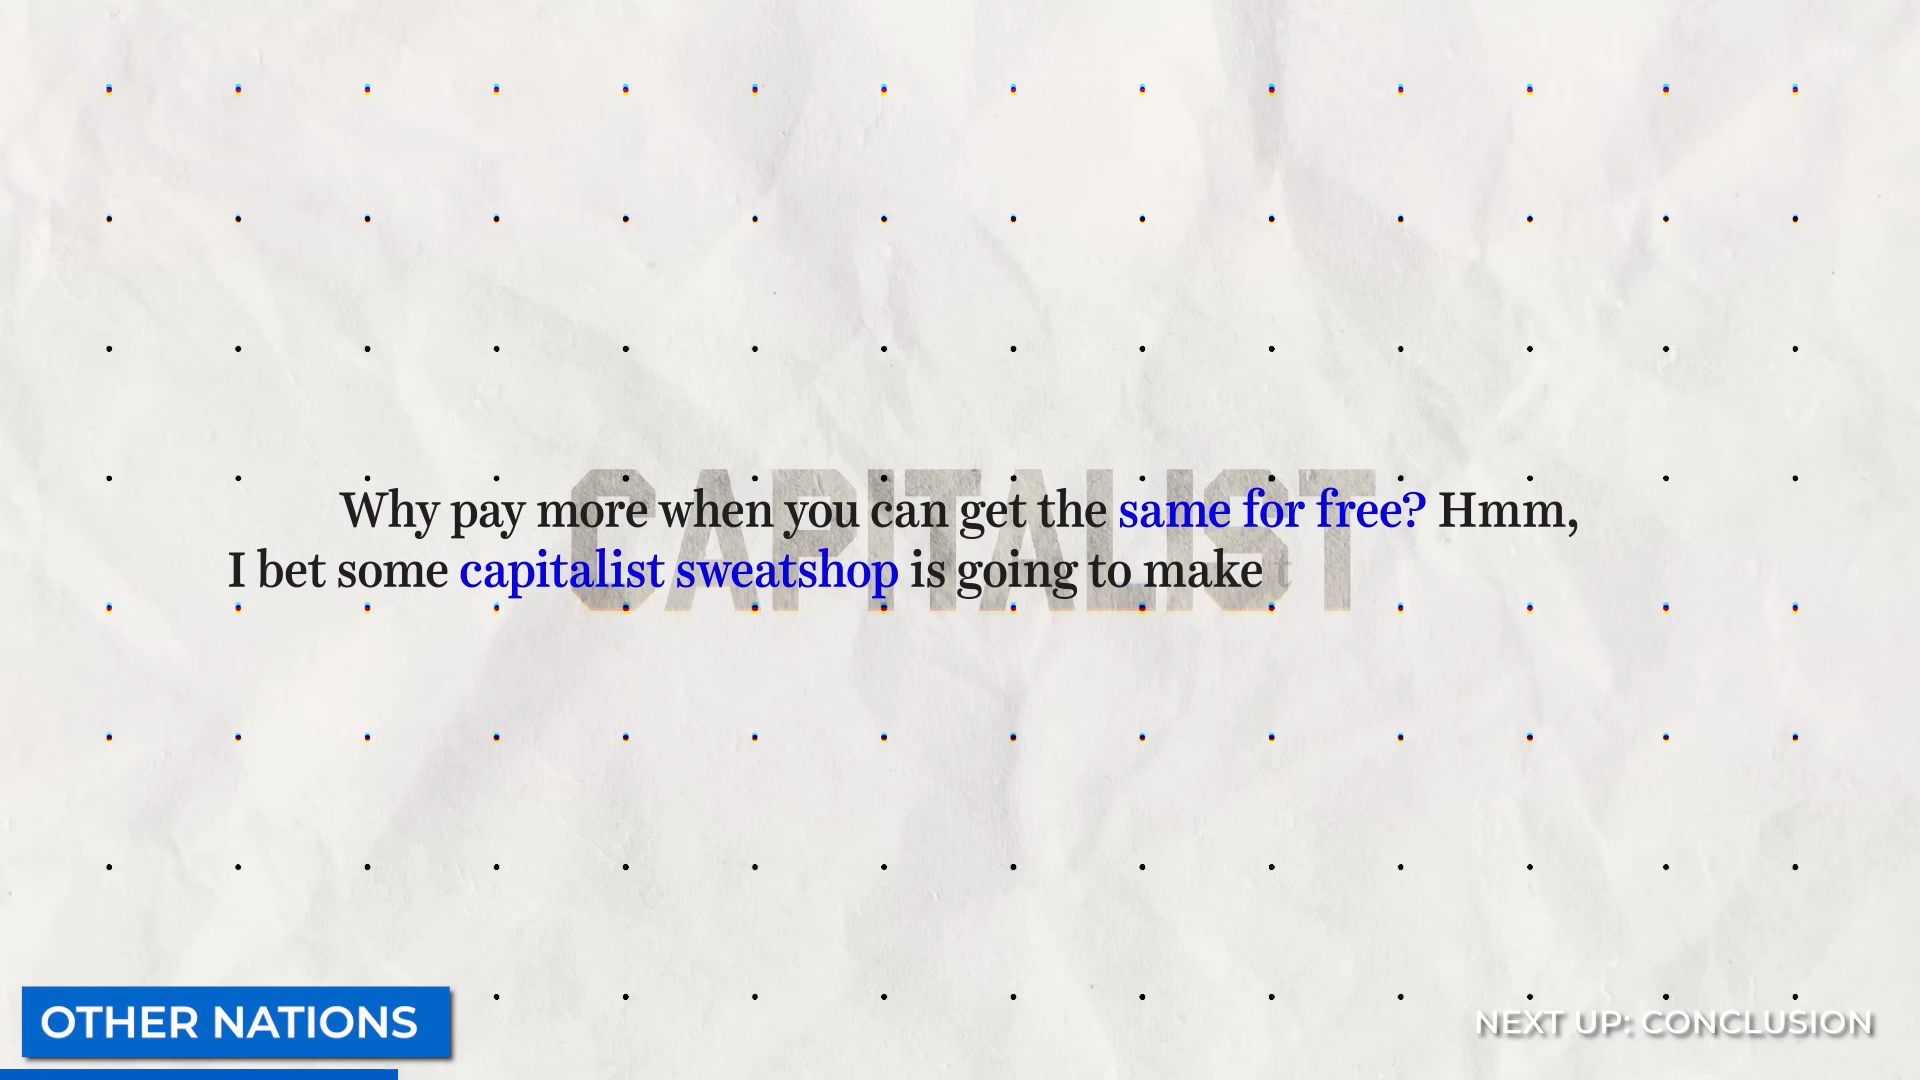 CAPITALIST
Why pay more when you can get the same for free? Hmm,
I bet some capitalist sweatshop is going to make t
OTHER NATIONS
NEXT UP: CONCLUSION